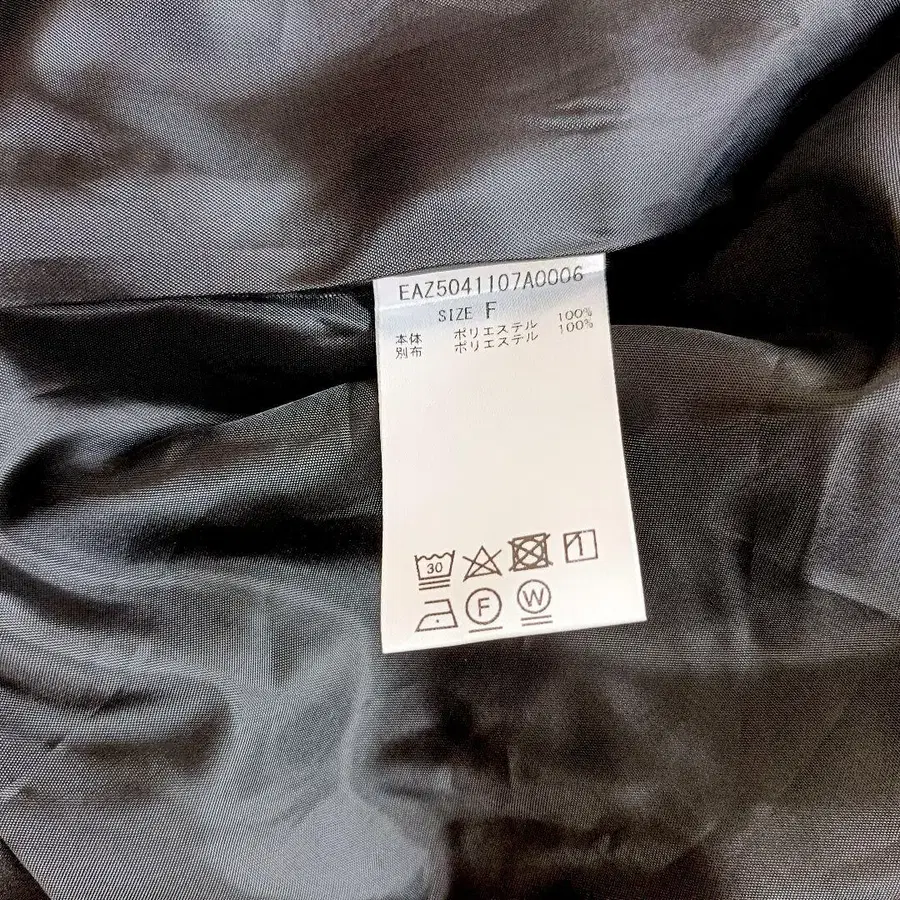 EAZ5041107A0006
SIZE F
本体 ポリエステル 100%
別布 ポリエステル 100%
30
F W